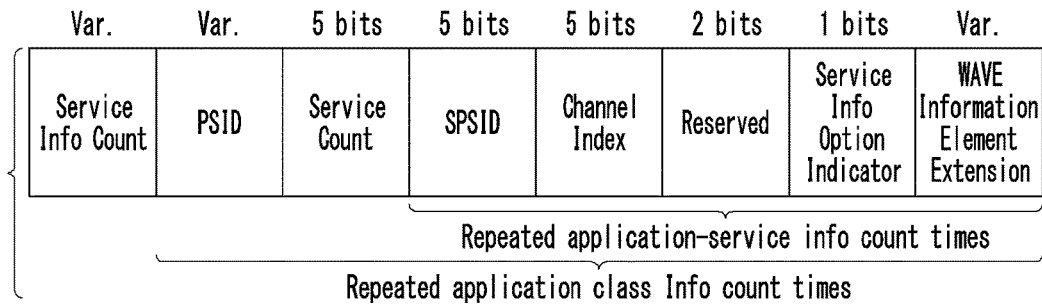 Var. Var. 5 bits 5 bits 5 bits 2 bits 1 bits Var.
Service
Info Count
PSID
Service
Count
SPSID
Channel
Index
Reserved
Service
Info
Option
Indicator
WAVE
Information
Element
Extension
Repeated application-service info count times
Repeated application class Info count times